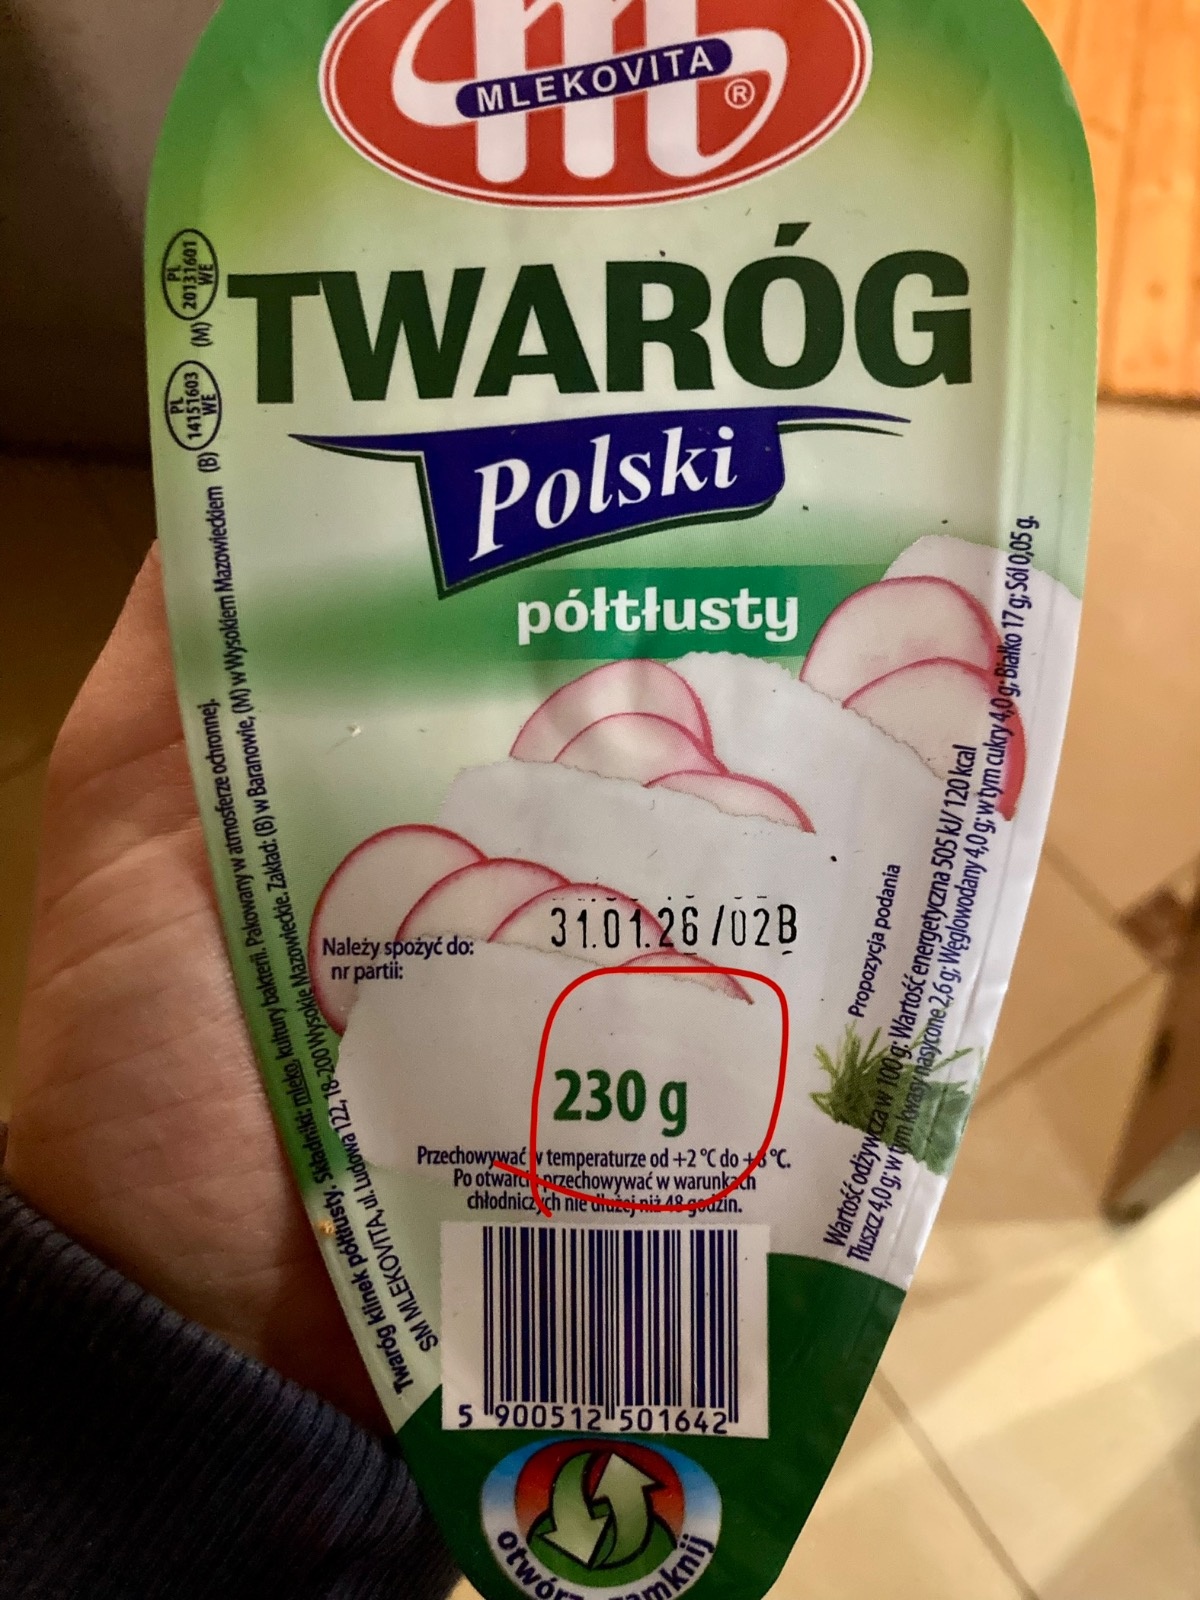 MLEKOVITA
®
TWARÓG
Polski
półtłusty
PL
20131601
WE
(M)
PL
14151603
WE
(B)
Twaróg klinek półtłusty. Składniki: mleko, kultury bakterii. Pakowany w atmosferze ochronnej.
SM MLEKOVITA, ul. Ludowa 122, 18-200 Wysokie Mazowieckie. Zakład: (B) w Baranowie, (M) w Wysokiem Mazowieckiem
31.01.26/02B
Należy spożyć do:
nr partii:
230 g
Przechowywać w temperaturze od +2 °C do +8 °C.
Po otwarciu przechowywać w warunkach
chłodniczych nie dłużej niż 48 godzin.
Propozycja podania
Wartość odżywcza w 100 g: Wartość energetyczna 505 kJ/ 120 kcal
Tłuszcz 4,0 g; w tym kwasy nasycone 2,6 g; Węglowodany 4,0 g; w tym cukry 4,0 g; Białko 17 g; Sól 0,05 g.
5 900512 501642
otwórz zamknij